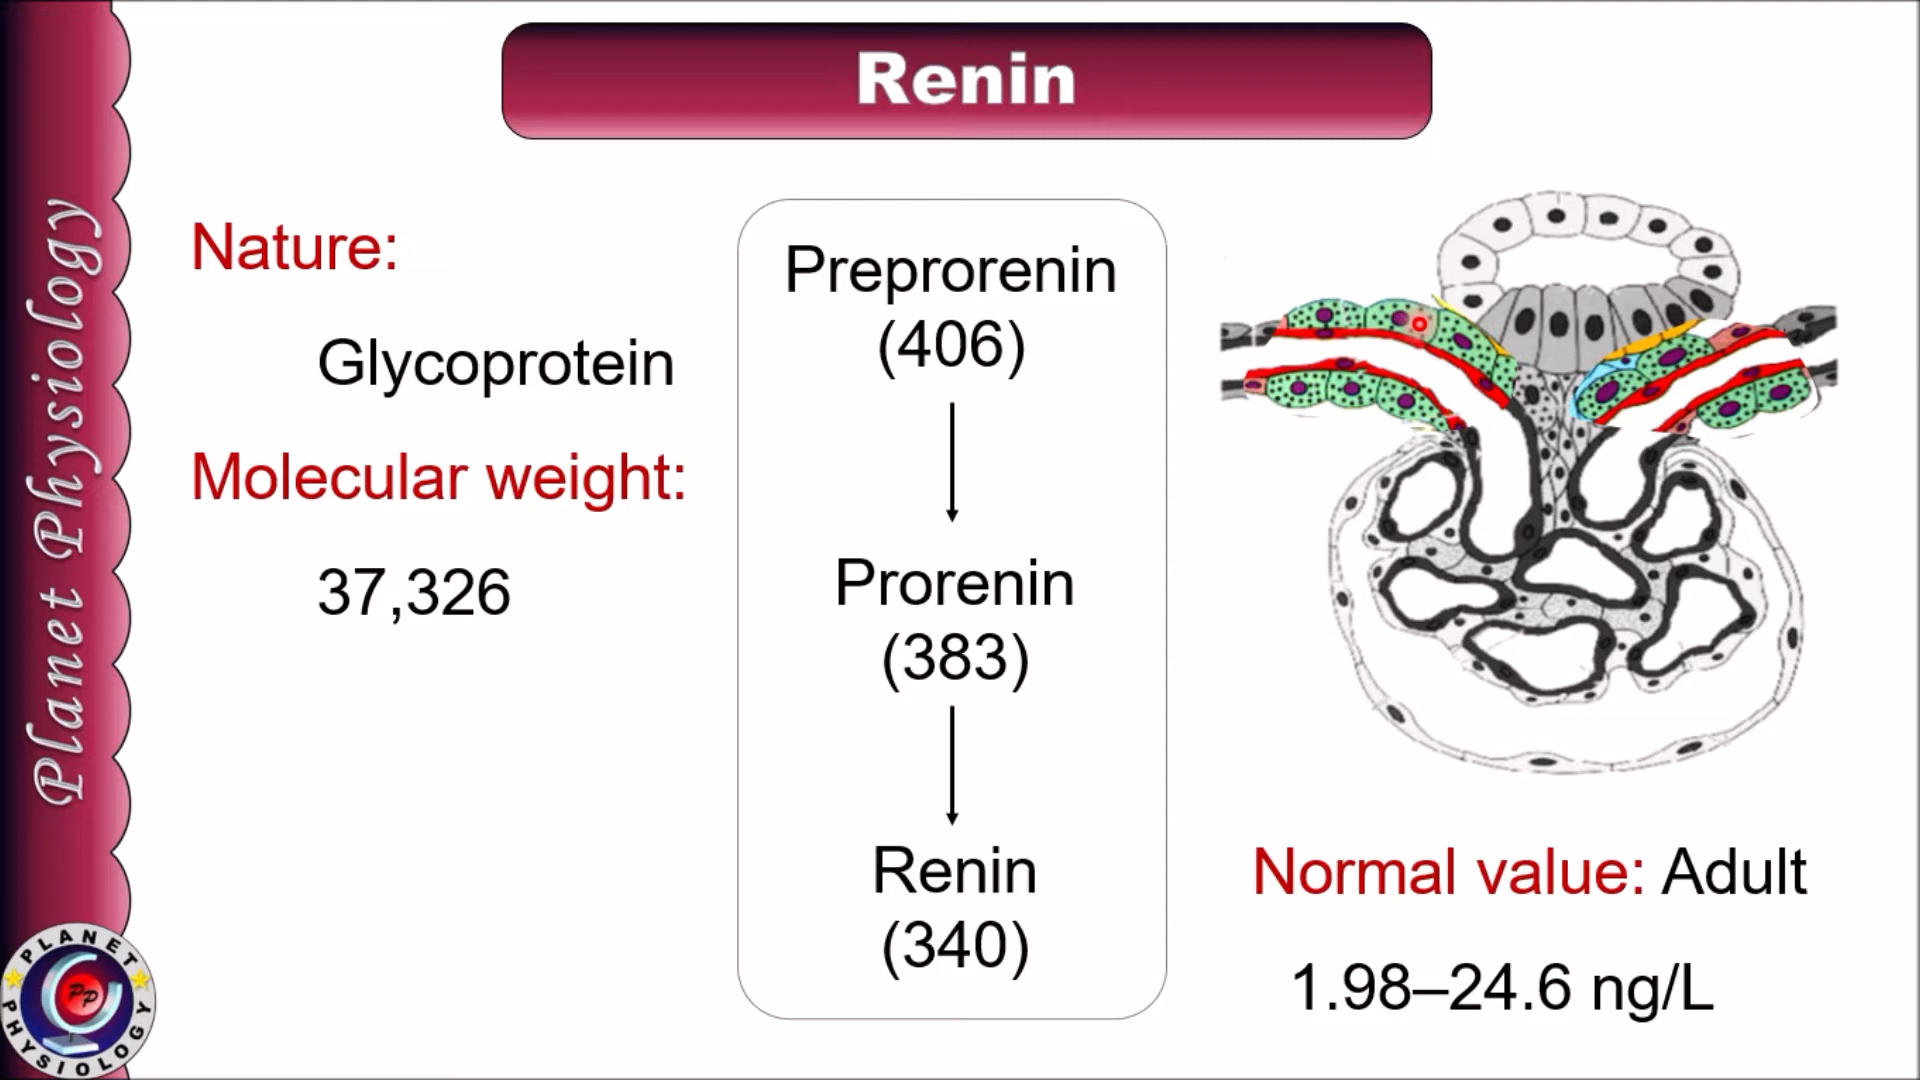 Renin
Planet Physiology
Nature:
Glycoprotein
Molecular weight:
37,326
Preprorenin
(406)
Prorenin
(383)
Renin
(340)
Normal value: Adult
1.98–24.6 ng/L
PLANET
PHYSIOLOGY
PP